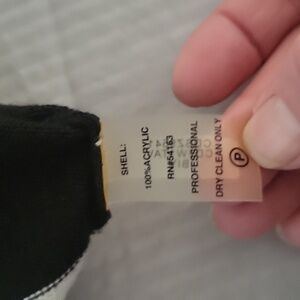 SHELL:
100%ACRYLIC
RN#54163
PROFESSIONAL
DRY CLEAN ONLY
P